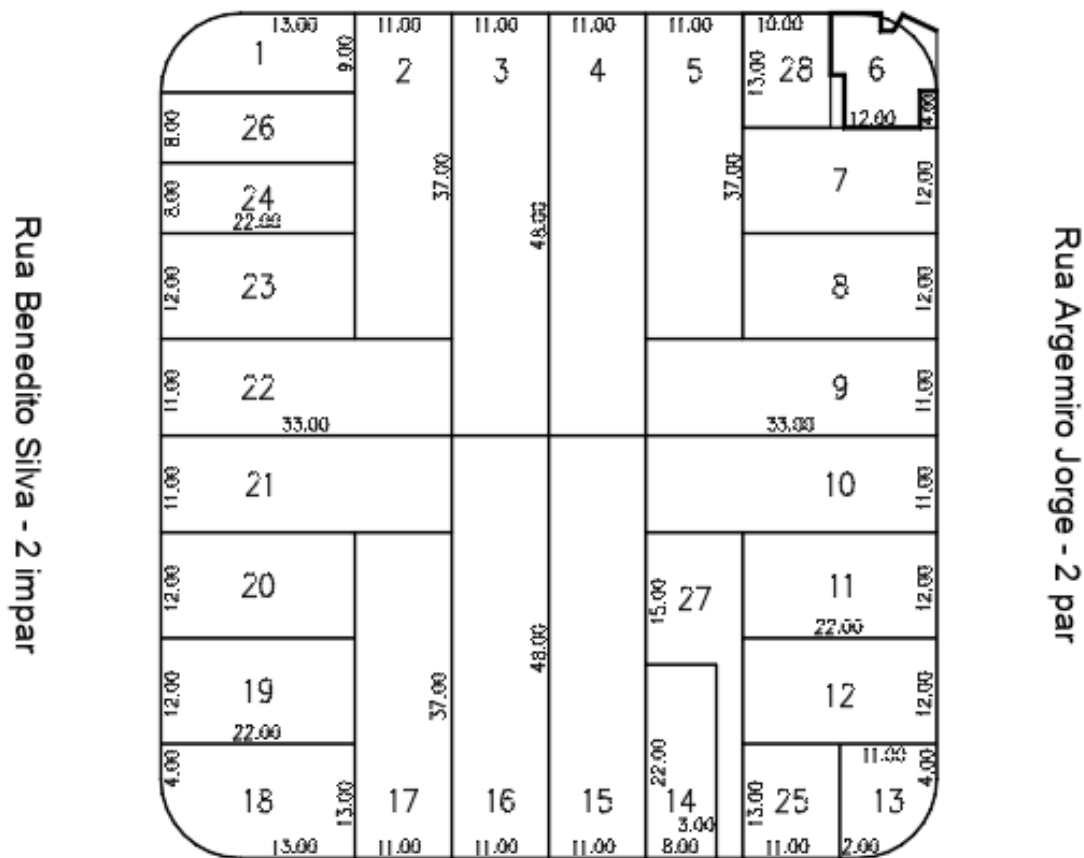 13.00 11.00 11.00 11.00 11.00 10.00
1 9.00 2 3 4 5 13.00 28 6
8.00 26 12.00 4.00
8.00 24 37.00 37.00 7 12.00
22.00
48.00
12.00 23 8 12.00
11.00 22 9 11.00
33.00 33.00
11.00 21 10 11.00
12.00 20 15.00 27 11 12.00
22.00
48.00
12.00 19 37.00 12 12.00
22.00
11.00
4.00 22.00 4.00
18 13.00 17 16 15 14 13.00 25 13
3.00
13.00 11.00 11.00 11.00 8.00 11.00 2.00
Rua Benedito Silva - 2 impar
Rua Argemiro Jorge - 2 par